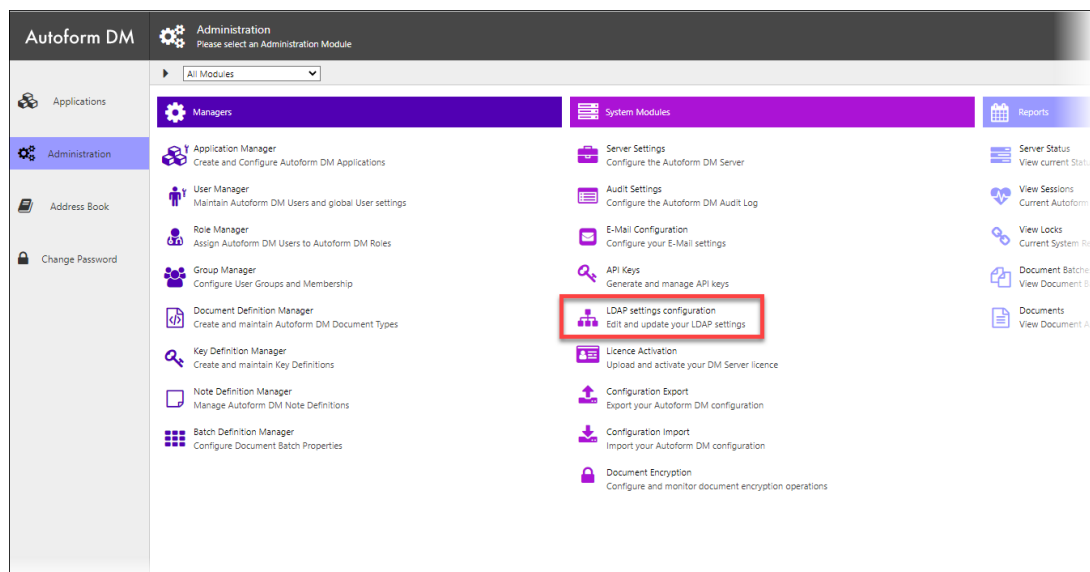 Autoform DM
Administration
Please select an Administration Module
All Modules
Applications
Administration
Address Book
Change Password
Managers
Application Manager
Create and Configure Autoform DM Applications
User Manager
Maintain Autoform DM Users and global User settings
Role Manager
Assign Autoform DM Users to Autoform DM Roles
Group Manager
Configure User Groups and Membership
Document Definition Manager
Create and maintain Autoform DM Document Types
Key Definition Manager
Create and maintain Key Definitions
Note Definition Manager
Manage Autoform DM Note Definitions
Batch Definition Manager
Configure Document Batch Properties
System Modules
Server Settings
Configure the Autoform DM Server
Audit Settings
Configure the Autoform DM Audit Log
E-Mail Configuration
Configure your E-Mail settings
API Keys
Generate and manage API keys
LDAP settings configuration
Edit and update your LDAP settings
Licence Activation
Upload and activate your DM Server licence
Configuration Export
Export your Autoform DM configuration
Configuration Import
Import your Autoform DM configuration
Document Encryption
Configure and monitor document encryption operations
Reports
Server Status
View current
View Sessions
Current Autoform
View Locks
Current System
Document
View Document
Documents
View Document